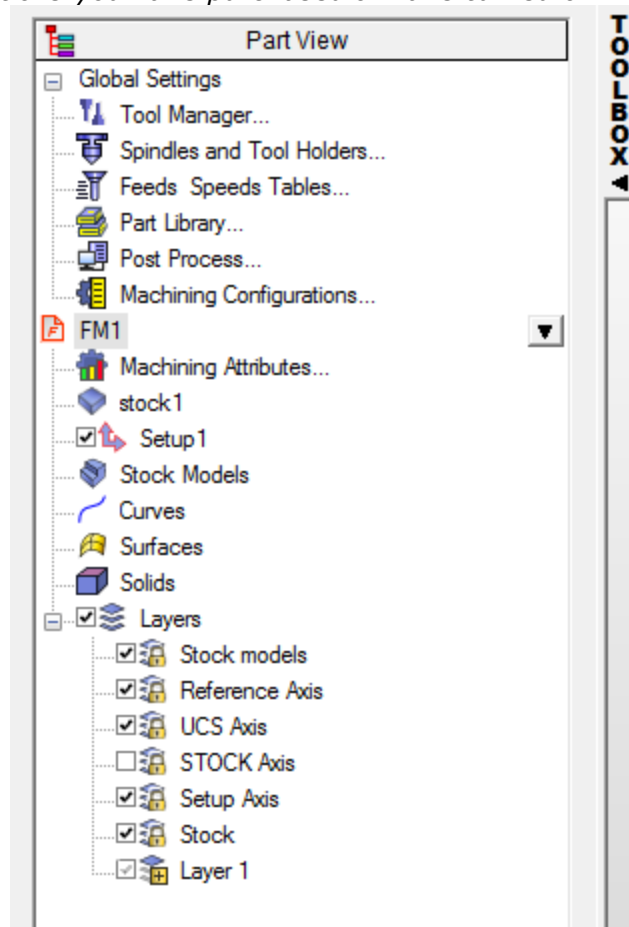 Part View
Global Settings
Tool Manager...
Spindles and Tool Holders...
Feeds Speeds Tables...
Part Library...
Post Process...
Machining Configurations...
FM1
Machining Attributes...
stock1
Setup1
Stock Models
Curves
Surfaces
Solids
Layers
Stock models
Reference Axis
UCS Axis
STOCK Axis
Setup Axis
Stock
Layer 1
TOOLBOX